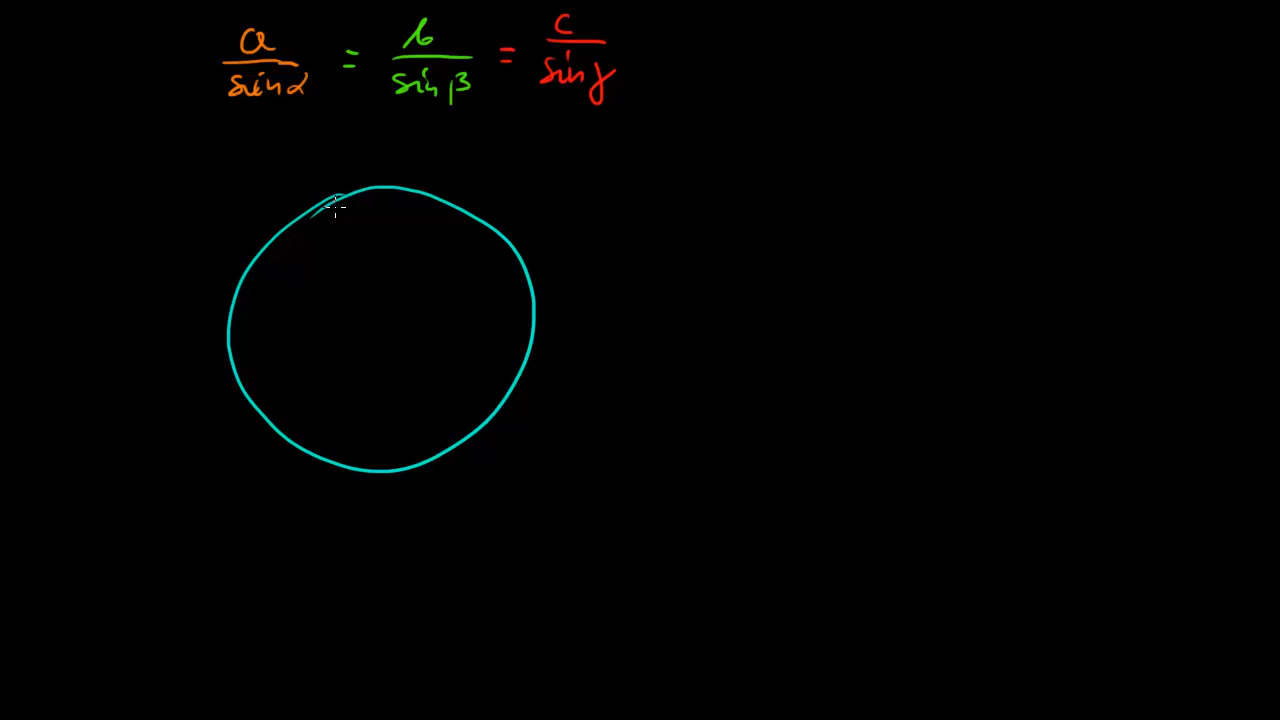 a/sinα = b/sinβ = c/sinγ